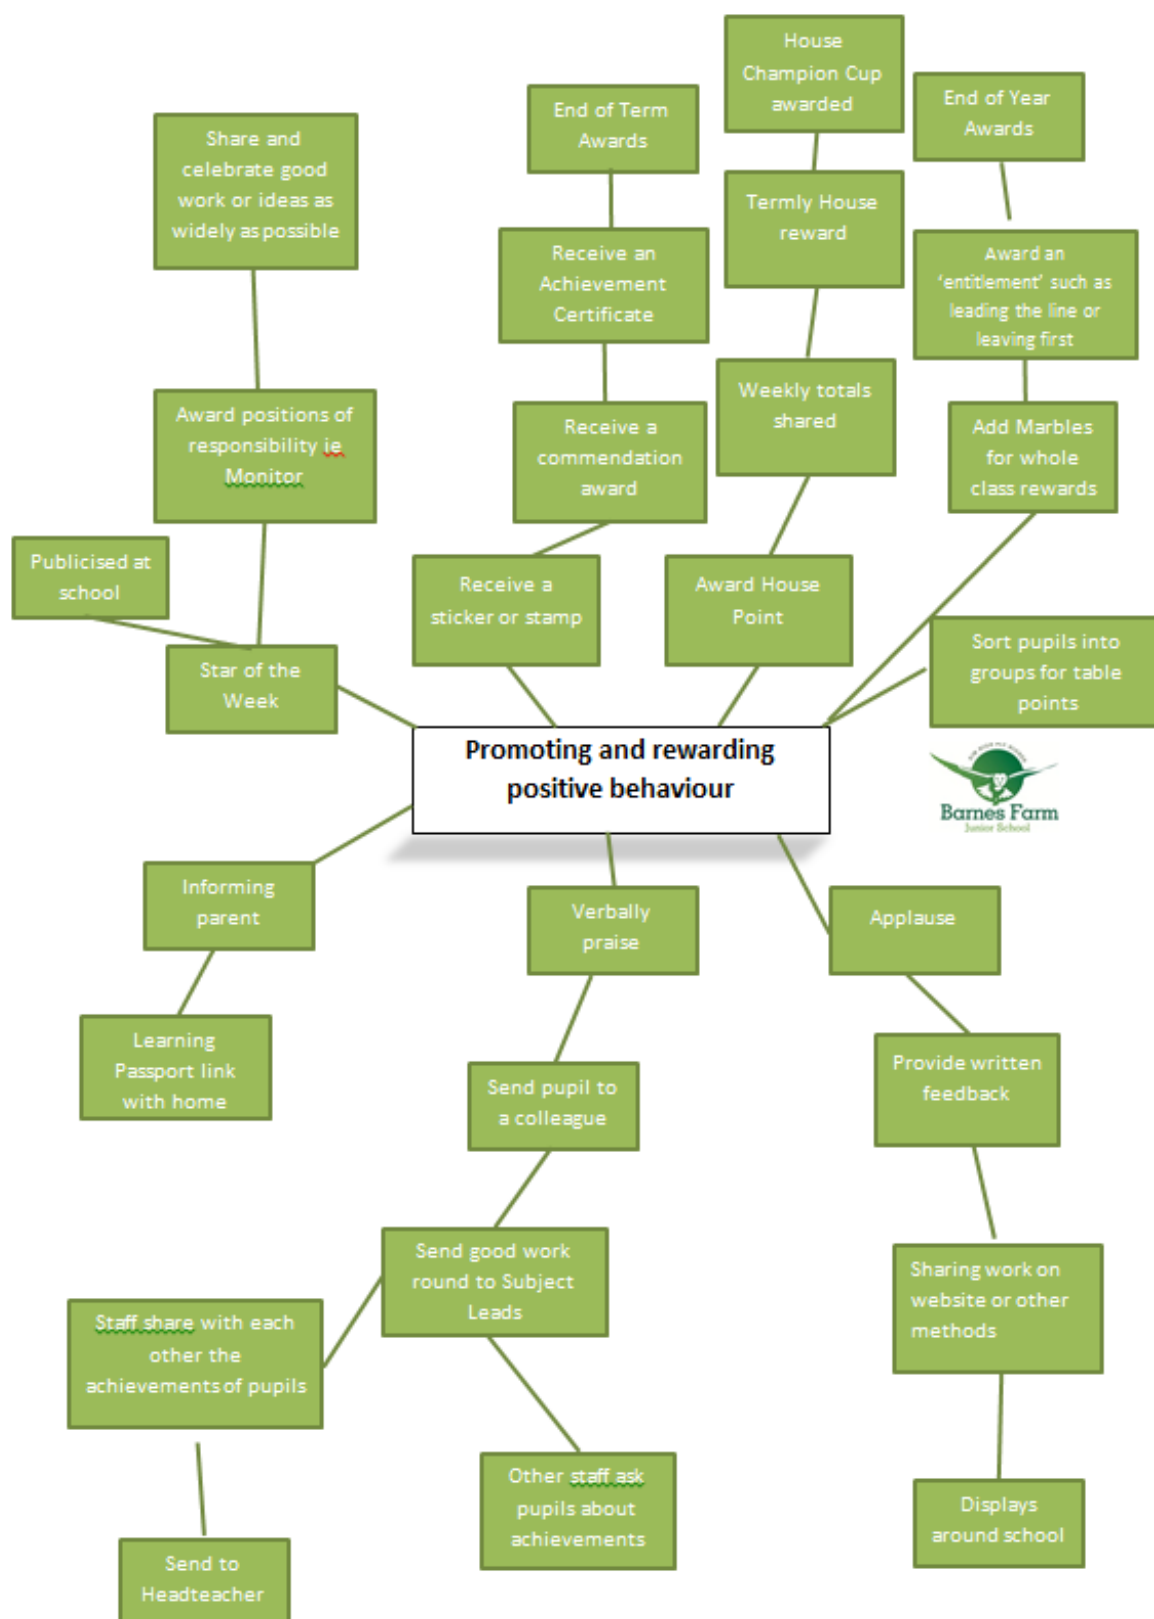 House
Champion Cup
awarded
End of Term
Awards
End of Year
Awards
Share and
celebrate good
work or ideas as
widely as possible
Termly House
reward
Receive an
Achievement
Certificate
Award an
‘entitlement’ such as
leading the line or
leaving first
Weekly totals
shared
Award positions of
responsibility ie
Monitor
Receive a
commendation
award
Add Marbles
for whole
class rewards
Publicised at
school
Receive a
sticker or stamp
Award House
Point
Star of the
Week
Sort pupils into
groups for table
points
Promoting and rewarding
positive behaviour
Barnes Farm
Junior School
Informing
parent
Verbally
praise
Applause
Learning
Passport link
with home
Send pupil to
a colleague
Provide written
feedback
Send good work
round to Subject
Leads
Sharing work on
website or other
methods
Staff share with each
other the
achievements of pupils
Other staff ask
pupils about
achievements
Displays
around school
Send to
Headteacher